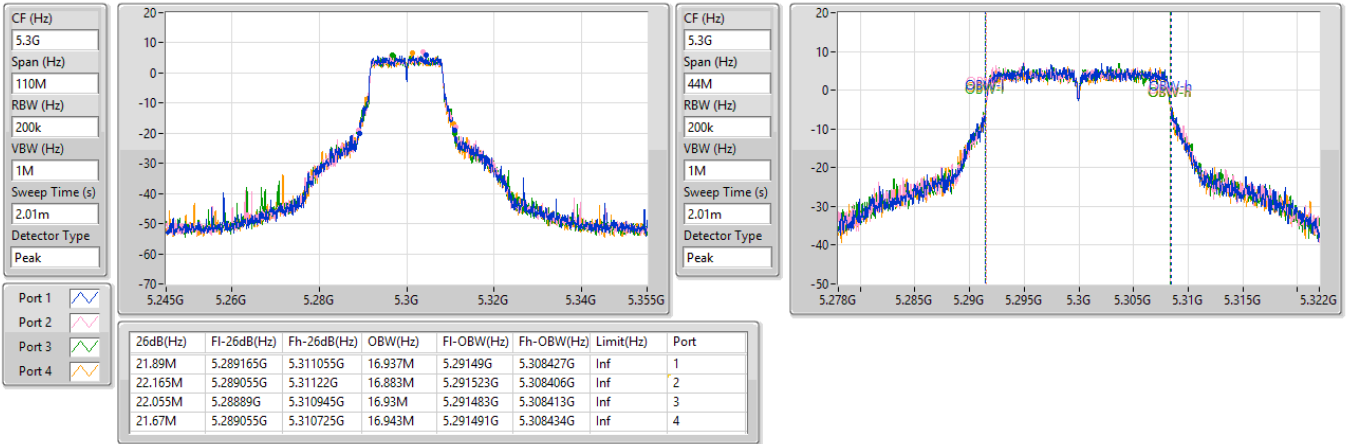 CF (Hz)
5.3G
Span (Hz)
110M
RBW (Hz)
200k
VBW (Hz)
1M
Sweep Time (s)
2.01m
Detector Type
Peak
20
10
0
-10
-20
-30
-40
-50
-60
-70
5.245G 5.26G 5.28G 5.3G 5.32G 5.34G 5.355G
CF (Hz)
5.3G
Span (Hz)
44M
RBW (Hz)
200k
VBW (Hz)
1M
Sweep Time (s)
2.01m
Detector Type
Peak
20
10
0
-10
-20
-30
-40
-50
OBW-l OBW-h
5.278G 5.285G 5.29G 5.295G 5.3G 5.305G 5.31G 5.315G 5.322G
Port 1
Port 2
Port 3
Port 4
26dB(Hz) Fl-26dB(Hz) Fh-26dB(Hz) OBW(Hz) Fl-OBW(Hz) Fh-OBW(Hz) Limit(Hz) Port
21.89M 5.289165G 5.311055G 16.937M 5.29149G 5.308427G Inf 1
22.165M 5.289055G 5.31122G 16.883M 5.291523G 5.308406G Inf 2
22.055M 5.28889G 5.310945G 16.93M 5.291483G 5.308413G Inf 3
21.67M 5.289055G 5.310725G 16.943M 5.291491G 5.308434G Inf 4